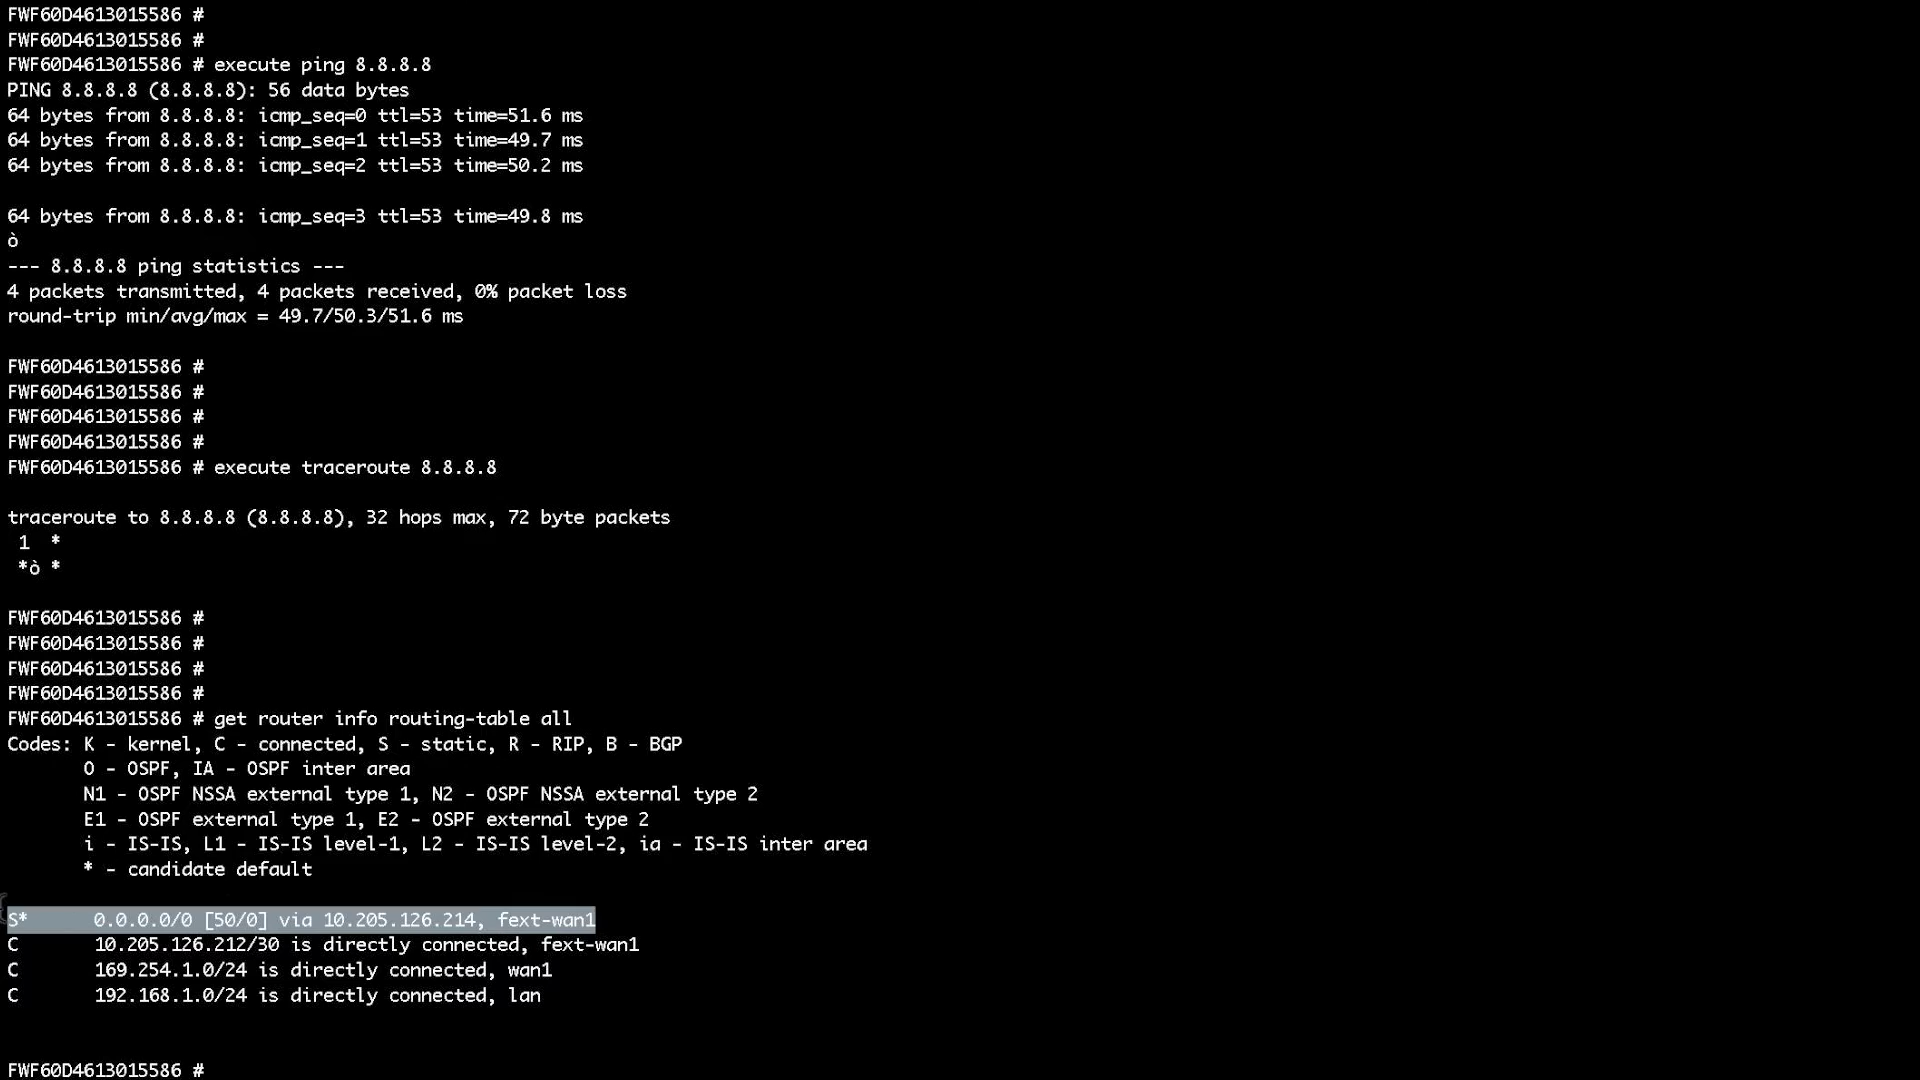 FWF60D4613015586 #
FWF60D4613015586 #
FWF60D4613015586 # execute ping 8.8.8.8
PING 8.8.8.8 (8.8.8.8): 56 data bytes
64 bytes from 8.8.8.8: icmp_seq=0 ttl=53 time=51.6 ms
64 bytes from 8.8.8.8: icmp_seq=1 ttl=53 time=49.7 ms
64 bytes from 8.8.8.8: icmp_seq=2 ttl=53 time=50.2 ms
64 bytes from 8.8.8.8: icmp_seq=3 ttl=53 time=49.8 ms
ò
--- 8.8.8.8 ping statistics ---
4 packets transmitted, 4 packets received, 0% packet loss
round-trip min/avg/max = 49.7/50.3/51.6 ms
FWF60D4613015586 #
FWF60D4613015586 #
FWF60D4613015586 #
FWF60D4613015586 #
FWF60D4613015586 # execute traceroute 8.8.8.8
traceroute to 8.8.8.8 (8.8.8.8), 32 hops max, 72 byte packets
1 *
*ò *
FWF60D4613015586 #
FWF60D4613015586 #
FWF60D4613015586 #
FWF60D4613015586 #
FWF60D4613015586 # get router info routing-table all
Codes: K - kernel, C - connected, S - static, R - RIP, B - BGP
O - OSPF, IA - OSPF inter area
N1 - OSPF NSSA external type 1, N2 - OSPF NSSA external type 2
E1 - OSPF external type 1, E2 - OSPF external type 2
i - IS-IS, L1 - IS-IS level-1, L2 - IS-IS level-2, ia - IS-IS inter area
* - candidate default
S* 0.0.0.0/0 [50/0] via 10.205.126.214, fext-wan1
C 10.205.126.212/30 is directly connected, fext-wan1
C 169.254.1.0/24 is directly connected, wan1
C 192.168.1.0/24 is directly connected, lan
FWF60D4613015586 #